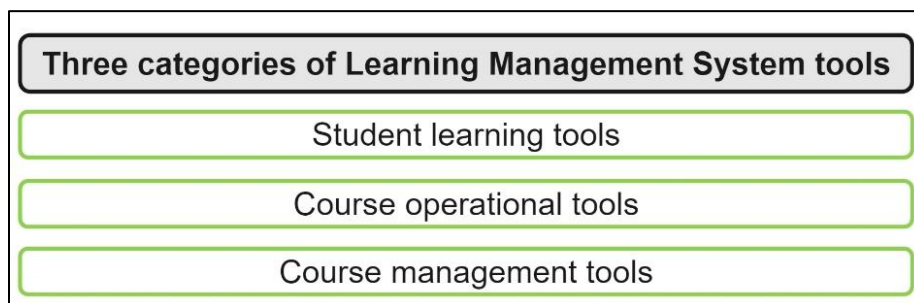 Three categories of Learning Management System tools
Student learning tools
Course operational tools
Course management tools